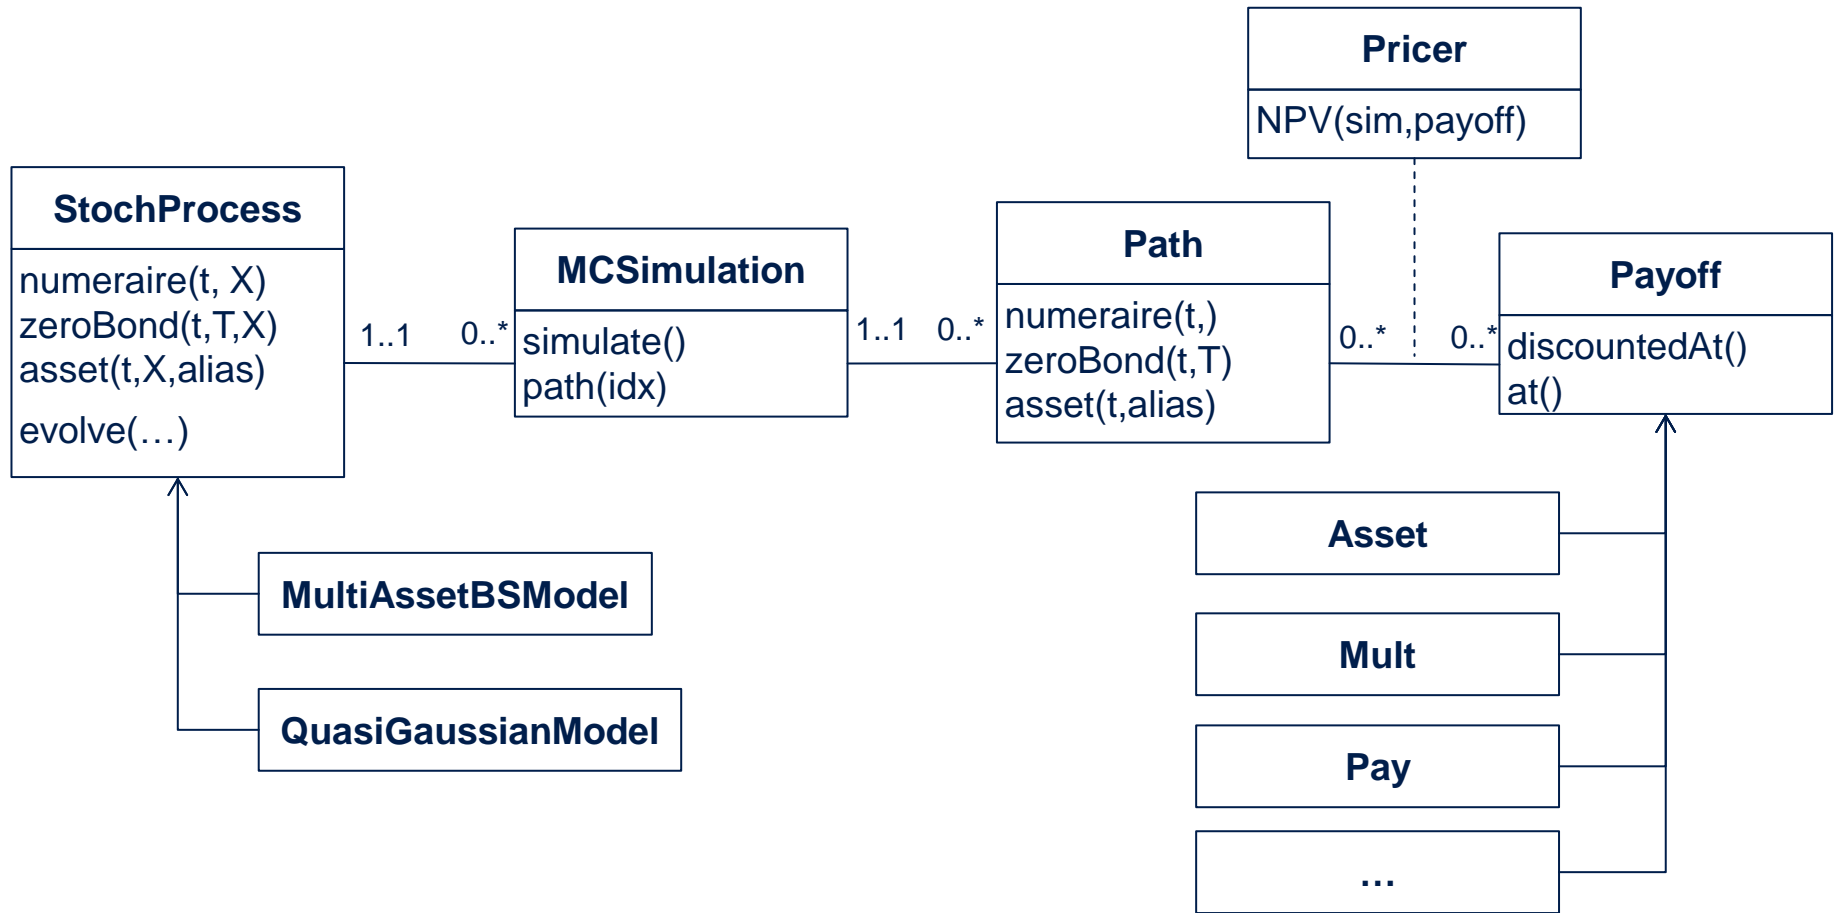 Pricer
NPV(sim,payoff)
StochProcess
numeraire(t, X)
zeroBond(t,T,X)
asset(t,X,alias)
evolve(…)
1..1
0..*
MCSimulation
simulate()
path(idx)
1..1
0..*
Path
numeraire(t,)
zeroBond(t,T)
asset(t,alias)
0..*
0..*
Payoff
discountedAt()
at()
MultiAssetBSModel
QuasiGaussianModel
Asset
Mult
Pay
…